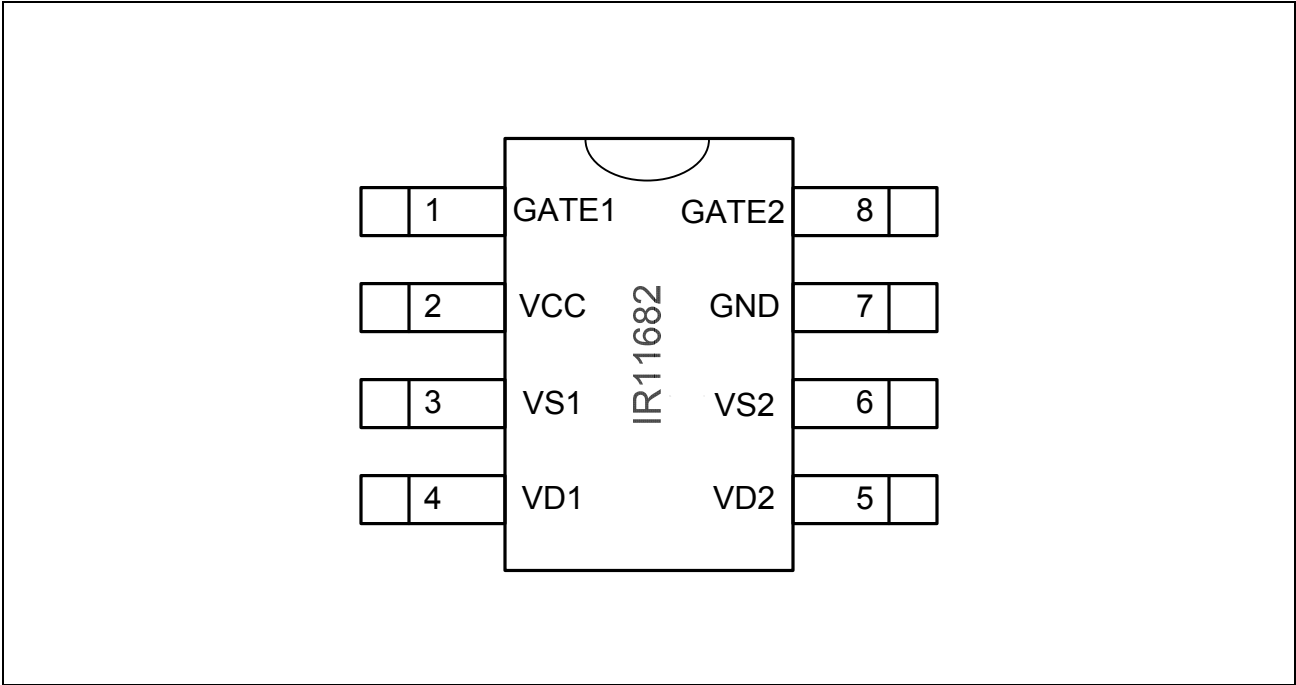 1 GATE1 GATE2 8
2 VCC GND 7
3 VS1 VS2 6
4 VD1 VD2 5
IR11682